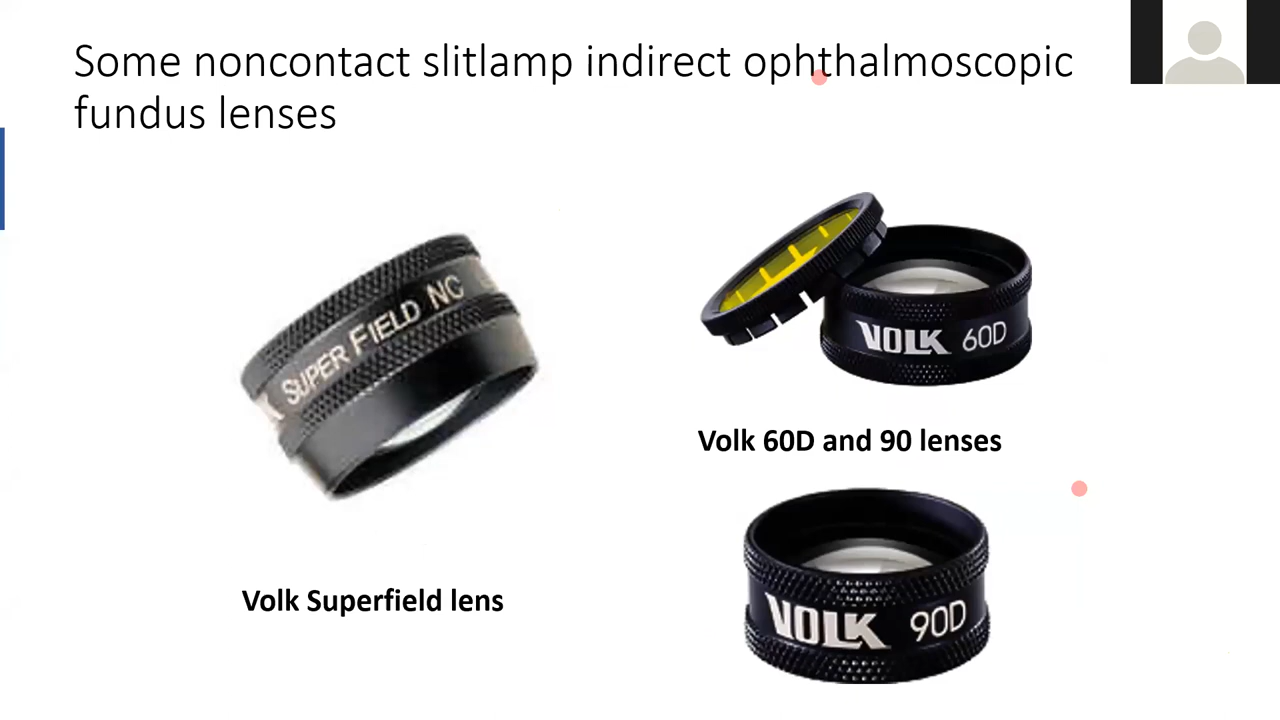 Some noncontact slitlamp indirect ophthalmoscopic
fundus lenses
SUPER FIELD NC
VOLK 60D
Volk 60D and 90 lenses
Volk Superfield lens
VOLK 90D